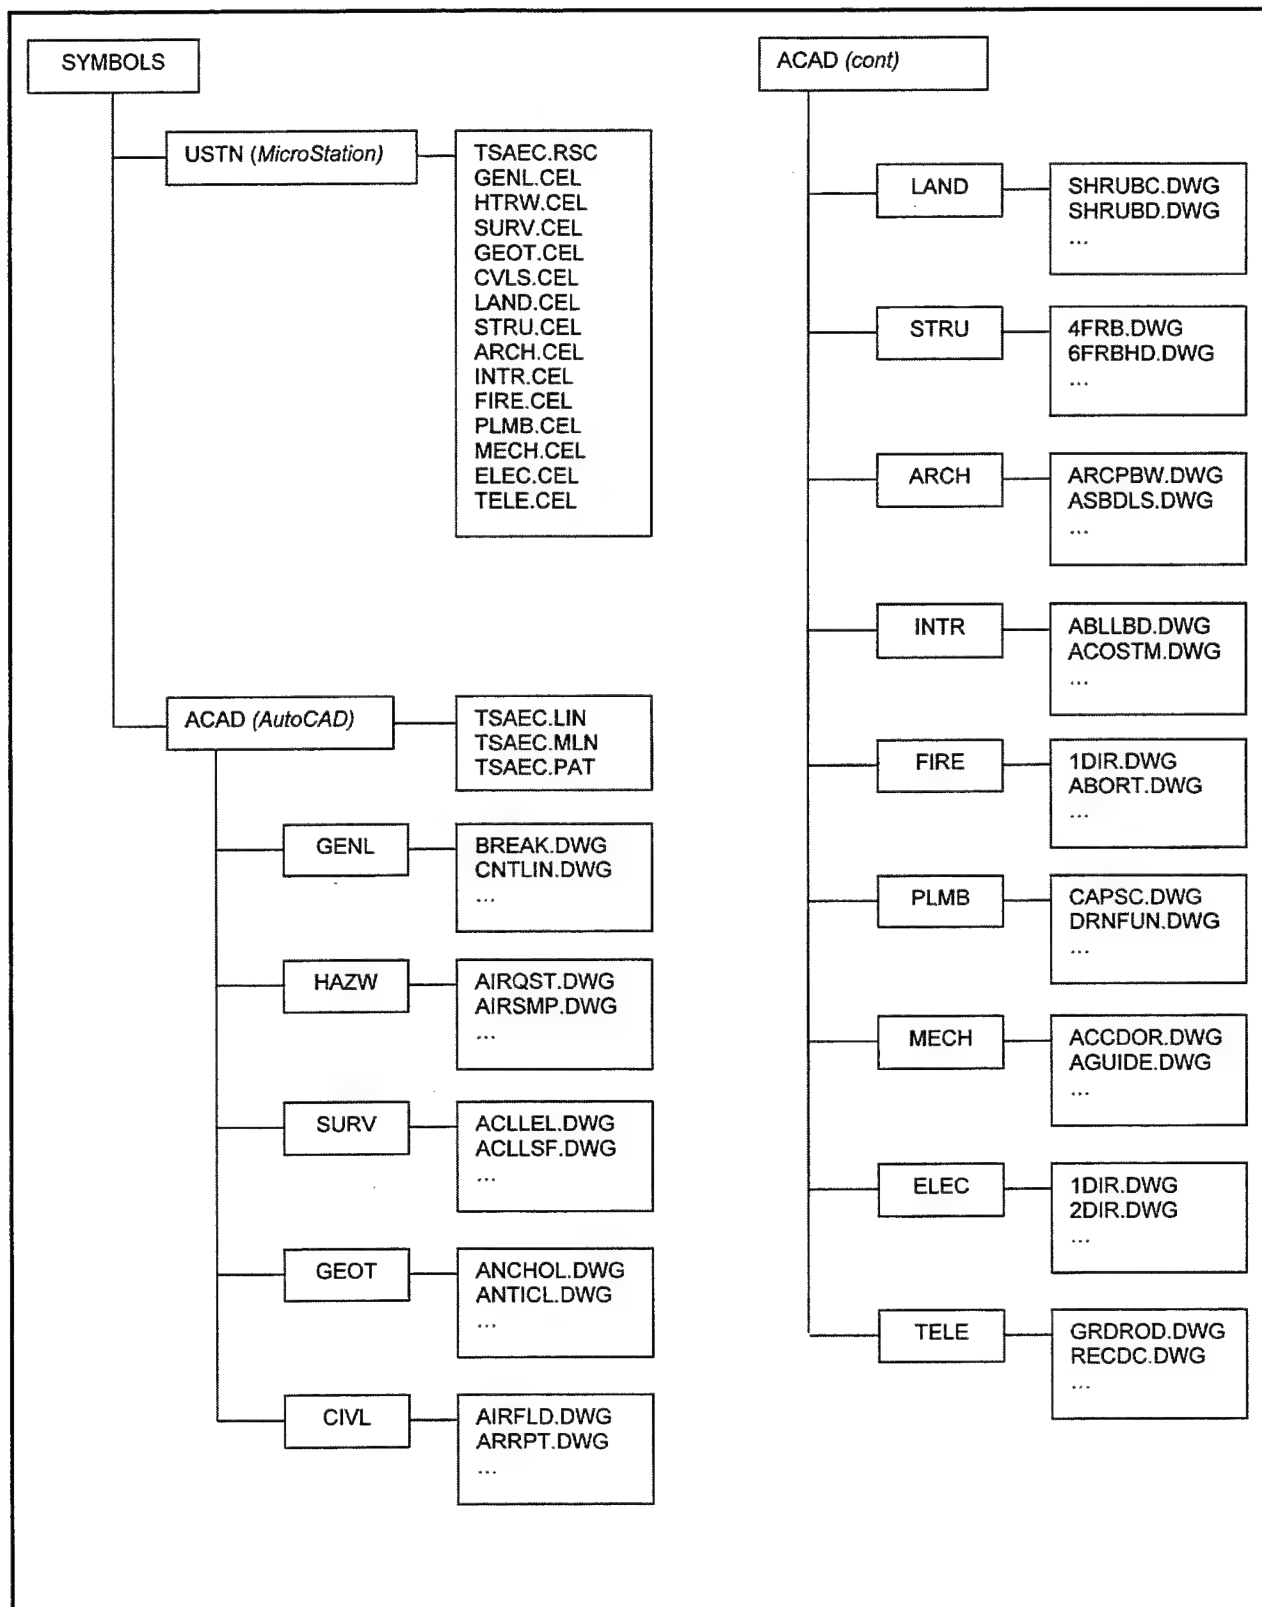 SYMBOLS
USTN (MicroStation)
TSAEC.RSC
GENL.CEL
HTRW.CEL
SURV.CEL
GEOT.CEL
CVLS.CEL
LAND.CEL
STRU.CEL
ARCH.CEL
INTR.CEL
FIRE.CEL
PLMB.CEL
MECH.CEL
ELEC.CEL
TELE.CEL
ACAD (AutoCAD)
TSAEC.LIN
TSAEC.MLN
TSAEC.PAT
GENL
BREAK.DWG
CNTLIN.DWG
...
HAZW
AIRQST.DWG
AIRSMP.DWG
...
SURV
ACLLEL.DWG
ACLLSF.DWG
...
GEOT
ANCHOL.DWG
ANTICL.DWG
...
CIVL
AIRFLD.DWG
ARRPT.DWG
...
ACAD (cont)
LAND
SHRUBC.DWG
SHRUBD.DWG
...
STRU
4FRB.DWG
6FRBHD.DWG
...
ARCH
ARCPBW.DWG
ASBDLS.DWG
...
INTR
ABLLBD.DWG
ACOSTM.DWG
...
FIRE
1DIR.DWG
ABORT.DWG
...
PLMB
CAPSC.DWG
DRNFUN.DWG
...
MECH
ACCDOR.DWG
AGUIDE.DWG
...
ELEC
1DIR.DWG
2DIR.DWG
...
TELE
GRDROD.DWG
RECDC.DWG
...